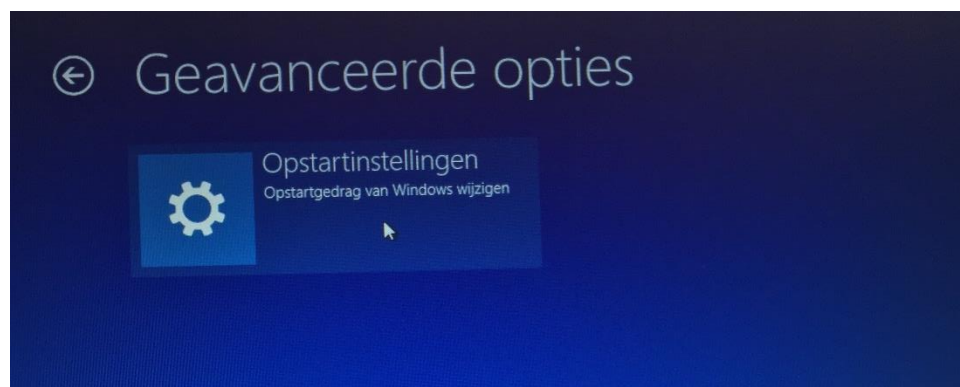 Geavanceerde opties
Opstartinstellingen
Opstartgedrag van Windows wijzigen